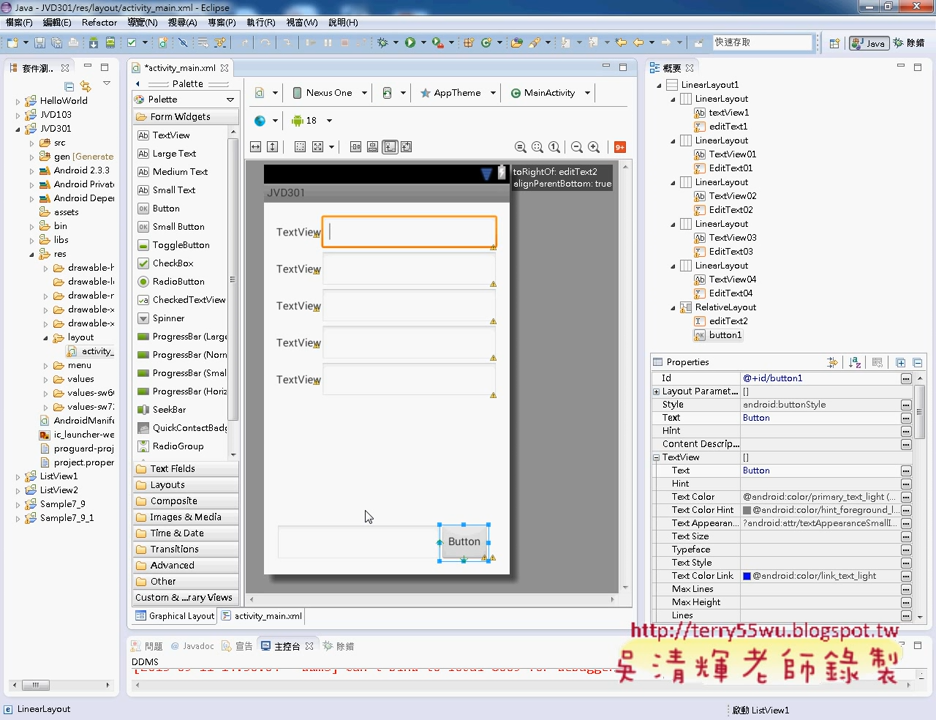 Java - JVD301/res/layout/activity_main.xml - Eclipse
檔案(F) 編輯(E) Refactor 導覽(N) 搜尋(A) 專案(P) 執行(R) 視窗(W) 說明(H)
快速存取 Java 除錯
套件瀏...
HelloWorld
JVD103
JVD301
src
gen [Generate
Android 2.3.3
Android Privat
Android Deper
assets
bin
libs
res
drawable-h
drawable-l
drawable-n
drawable-x
drawable-x
layout
activity_
menu
values
values-sw6
values-sw7
AndroidManif
ic_launcher-we
proguard-proj
project.proper
ListView1
ListView2
Sample7_9
Sample7_9_1
*activity_main.xml
Palette
Palette
Form Widgets
TextView
Large Text
Medium Text
Small Text
Button
Small Button
ToggleButton
CheckBox
RadioButton
CheckedTextView
Spinner
ProgressBar (Larg
ProgressBar (Norr
ProgressBar (Smal
ProgressBar (Horiz
SeekBar
QuickContactBadg
RadioGroup
Text Fields
Layouts
Composite
Images & Media
Time & Date
Transitions
Advanced
Other
Custom & ...rary Views
Graphical Layout activity_main.xml
Nexus One AppTheme MainActivity
18
9+
JVD301
toRightOf: editText2
alignParentBottom: true
TextView
TextView
TextView
TextView
TextView
Button
概要
LinearLayout1
LinearLayout
textView1
editText1
LinearLayout
TextView01
EditText01
LinearLayout
TextView02
EditText02
LinearLayout
TextView03
EditText03
LinearLayout
TextView04
EditText04
RelativeLayout
editText2
button1
Properties
Id @+id/button1
Layout Paramet... []
Style android:buttonStyle
Text Button
Hint
Content Descrip...
TextView []
Text Button
Hint
Text Color @android:color/primary_text_light (...
Text Color Hint @android:color/hint_foreground_l...
Text Appearan... ?android:attr/textAppearanceSmallI...
Text Size
Typeface
Text Style
Text Color Link @android:color/link_text_light
Max Lines
Max Height
Lines
問題 Javadoc 宣告 主控台 除錯
DDMS
http://terry55wu.blogspot.tw
吳清輝老師錄製
LinearLayout
啟動 ListView1